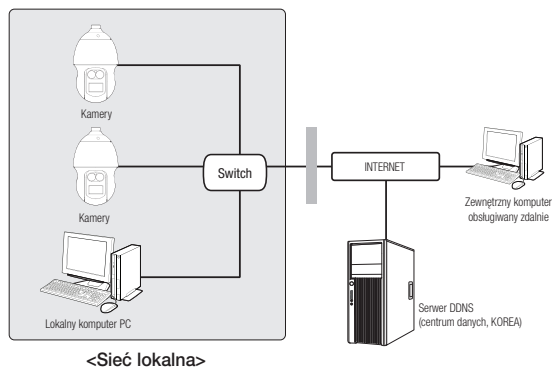 Kamery
Kamery
Switch
INTERNET
Zewnętrzny komputer
obsługiwany zdalnie
Lokalny komputer PC
Serwer DDNS
(centrum danych, KOREA)
<Sieć lokalna>